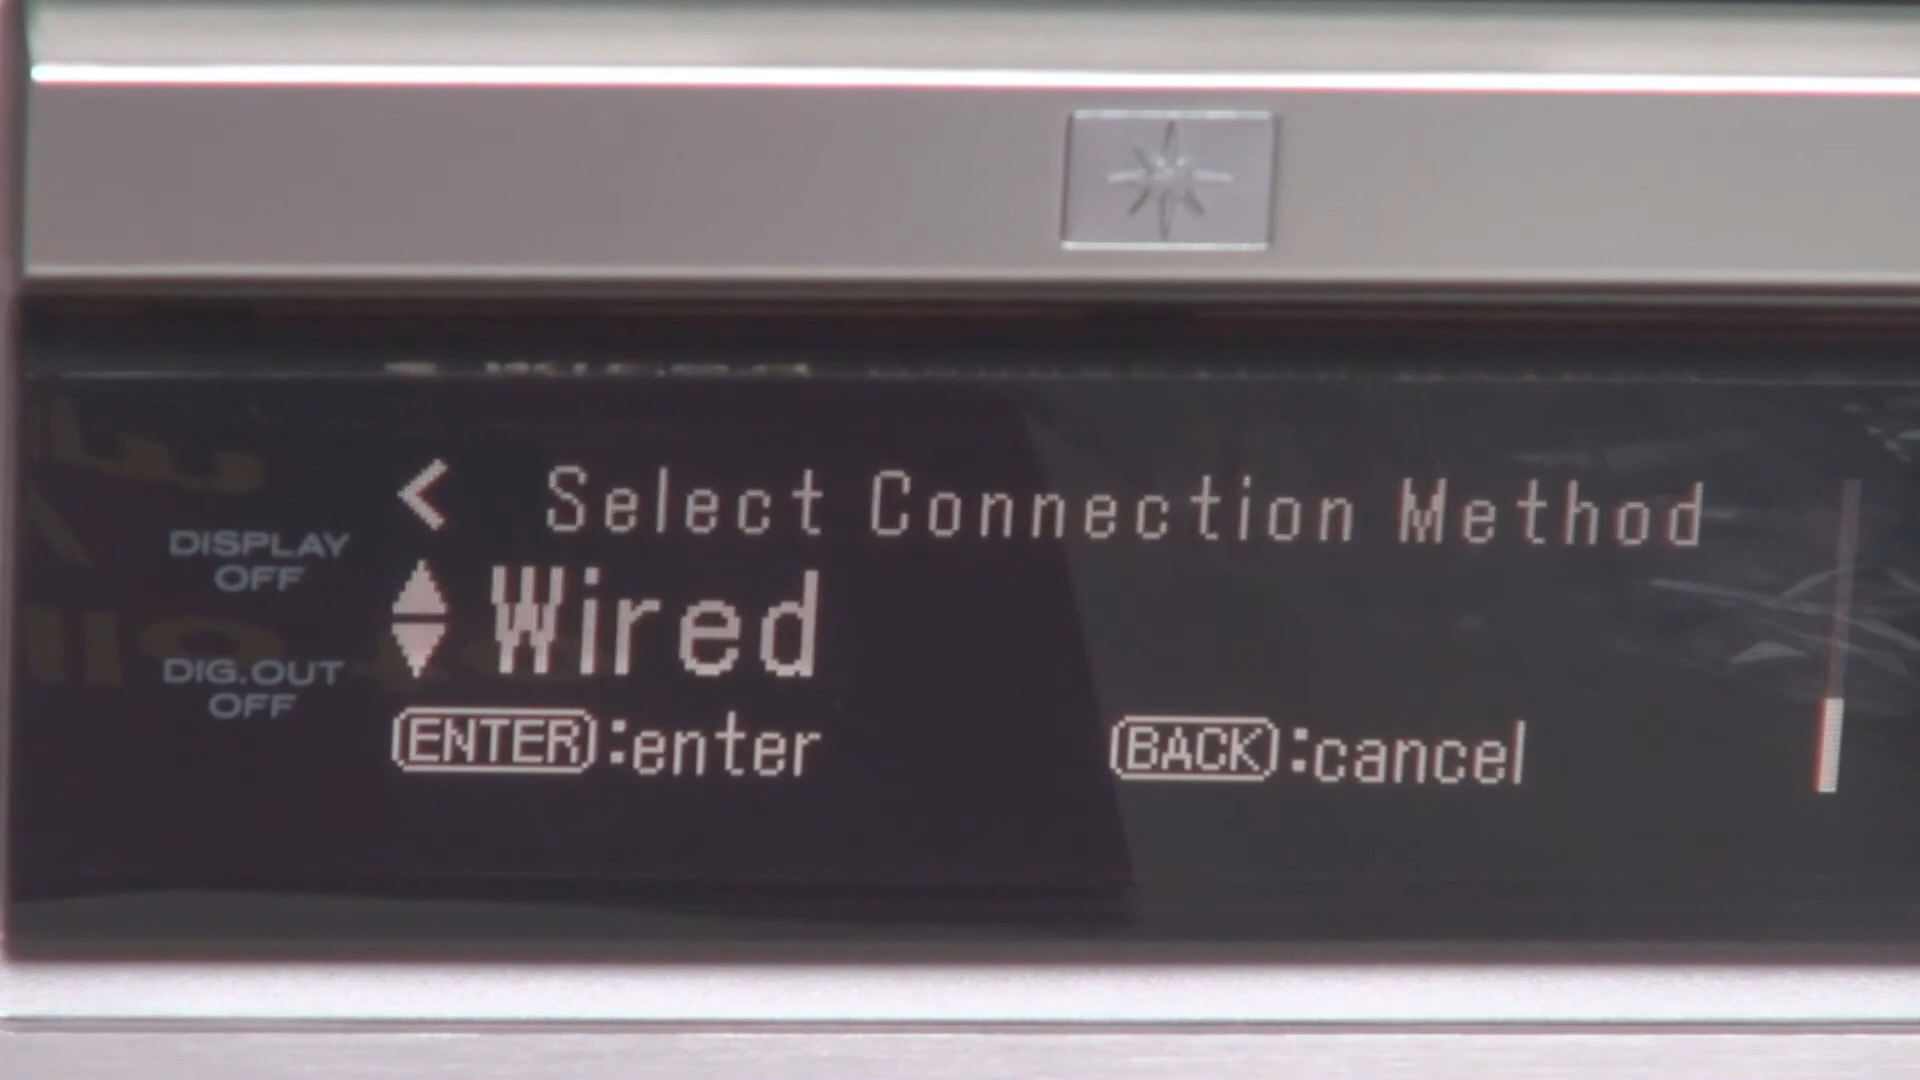 < Select Connection Method
DISPLAY
OFF
Wired
DIG.OUT
OFF
ENTER:enter
BACK:cancel